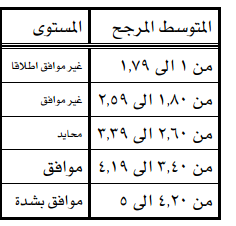 المتوسط المرجح المستوى
من ١ الى ١,٧٩ غير موافق اطلاقا
من ١,٨٠ الى ٢,٥٩ غير موافق
من ٢,٦٠ الى ٣,٣٩ محايد
من ٣,٤٠ الى ٤,١٩ موافق
من ٤,٢٠ الى ٥ موافق بشدة